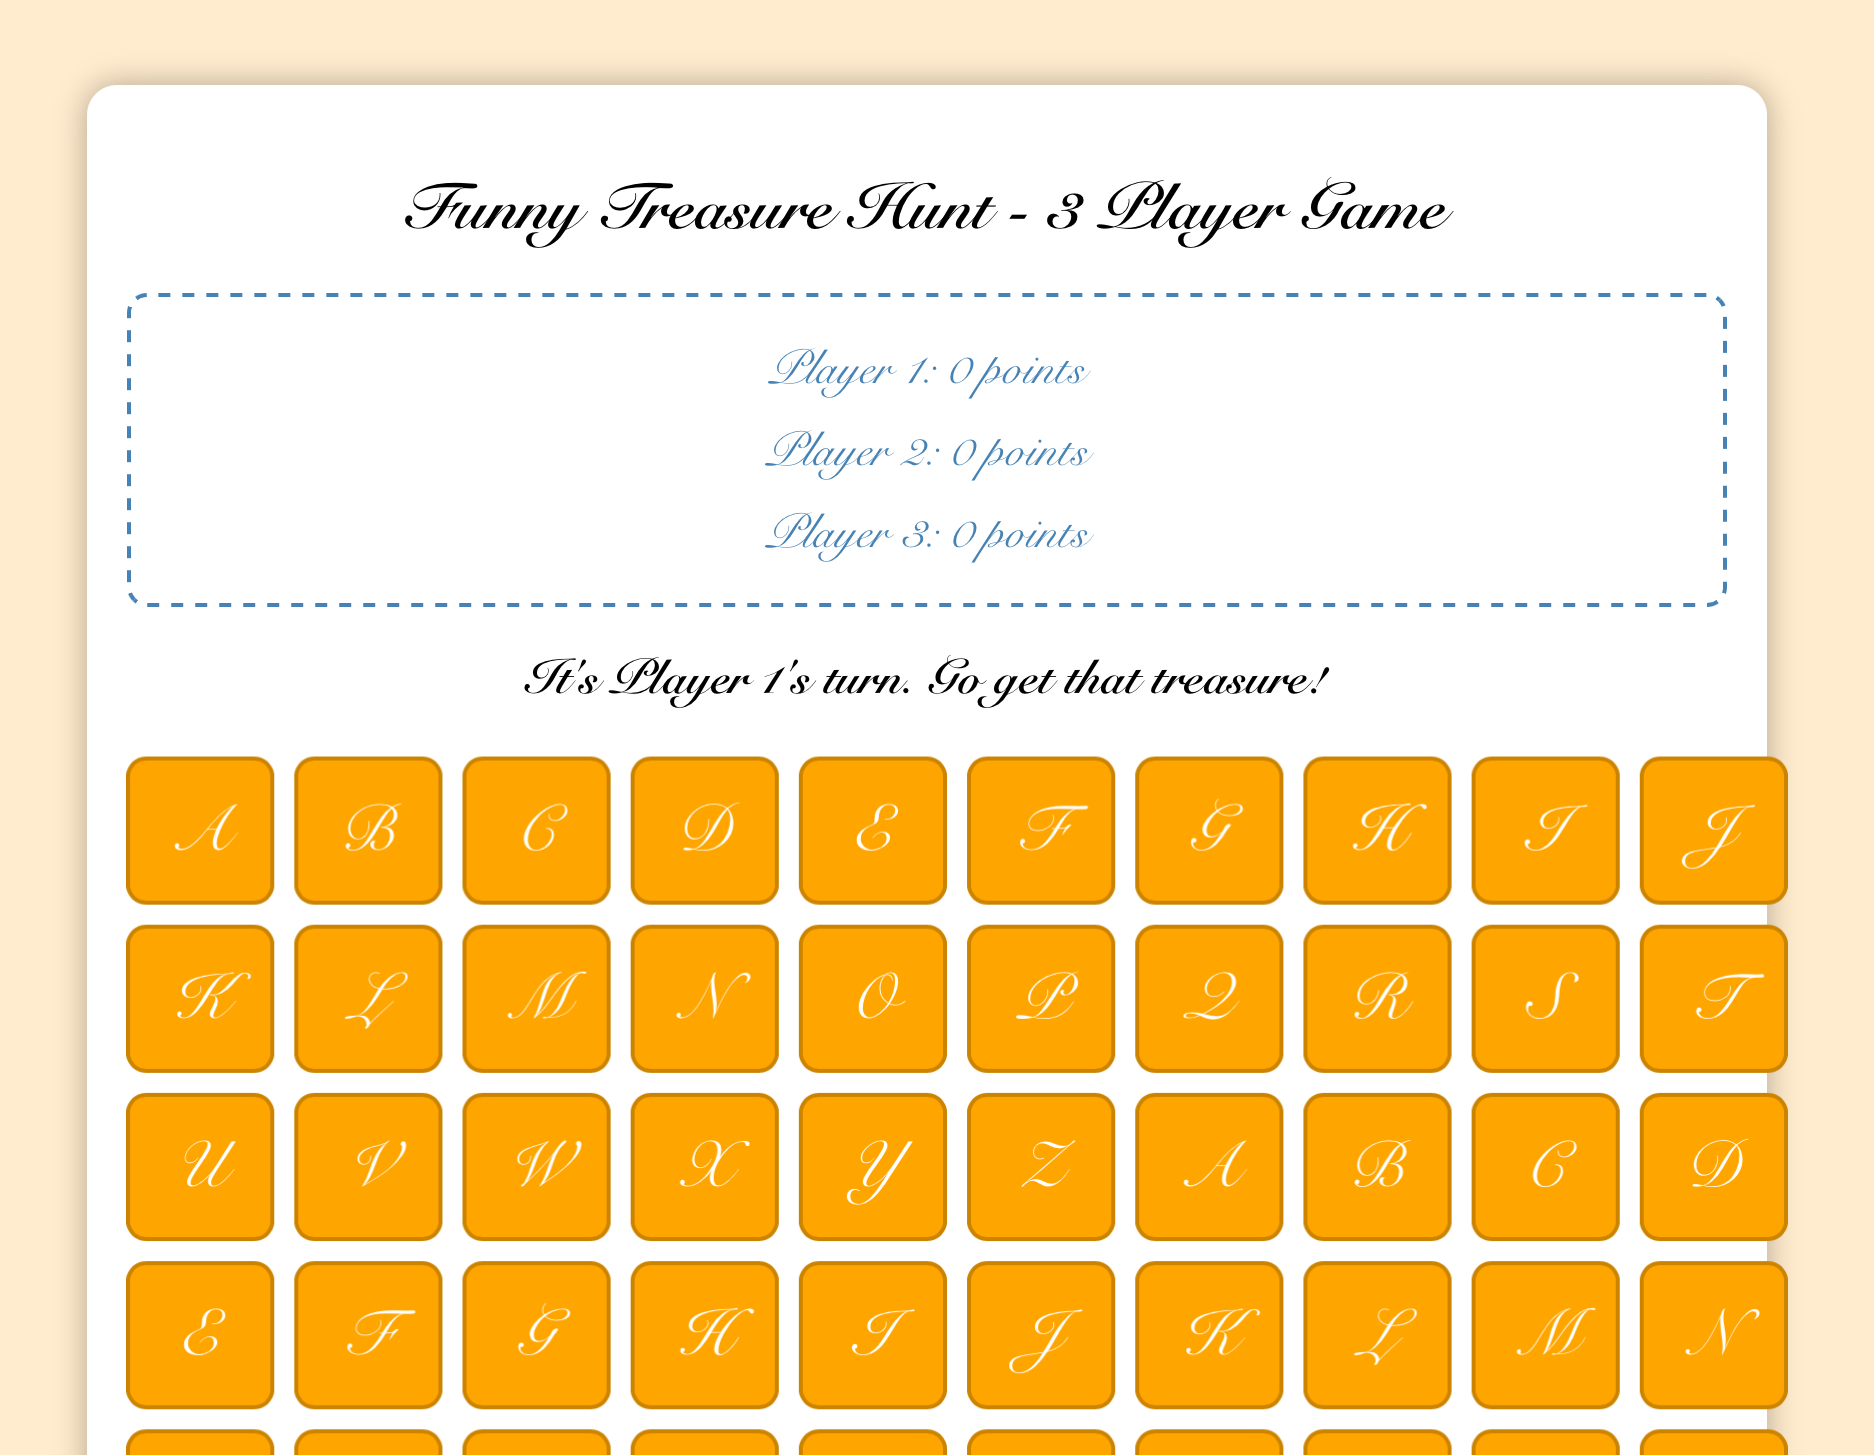 Funny Treasure Hunt - 3 Player Game
Player 1: 0 points
Player 2: 0 points
Player 3: 0 points
It's Player 1's turn. Go get that treasure!
A B C D E F G H I J
K L M N O P Q R S T
U V W X Y Z A B C D
E F G H I J K L M N